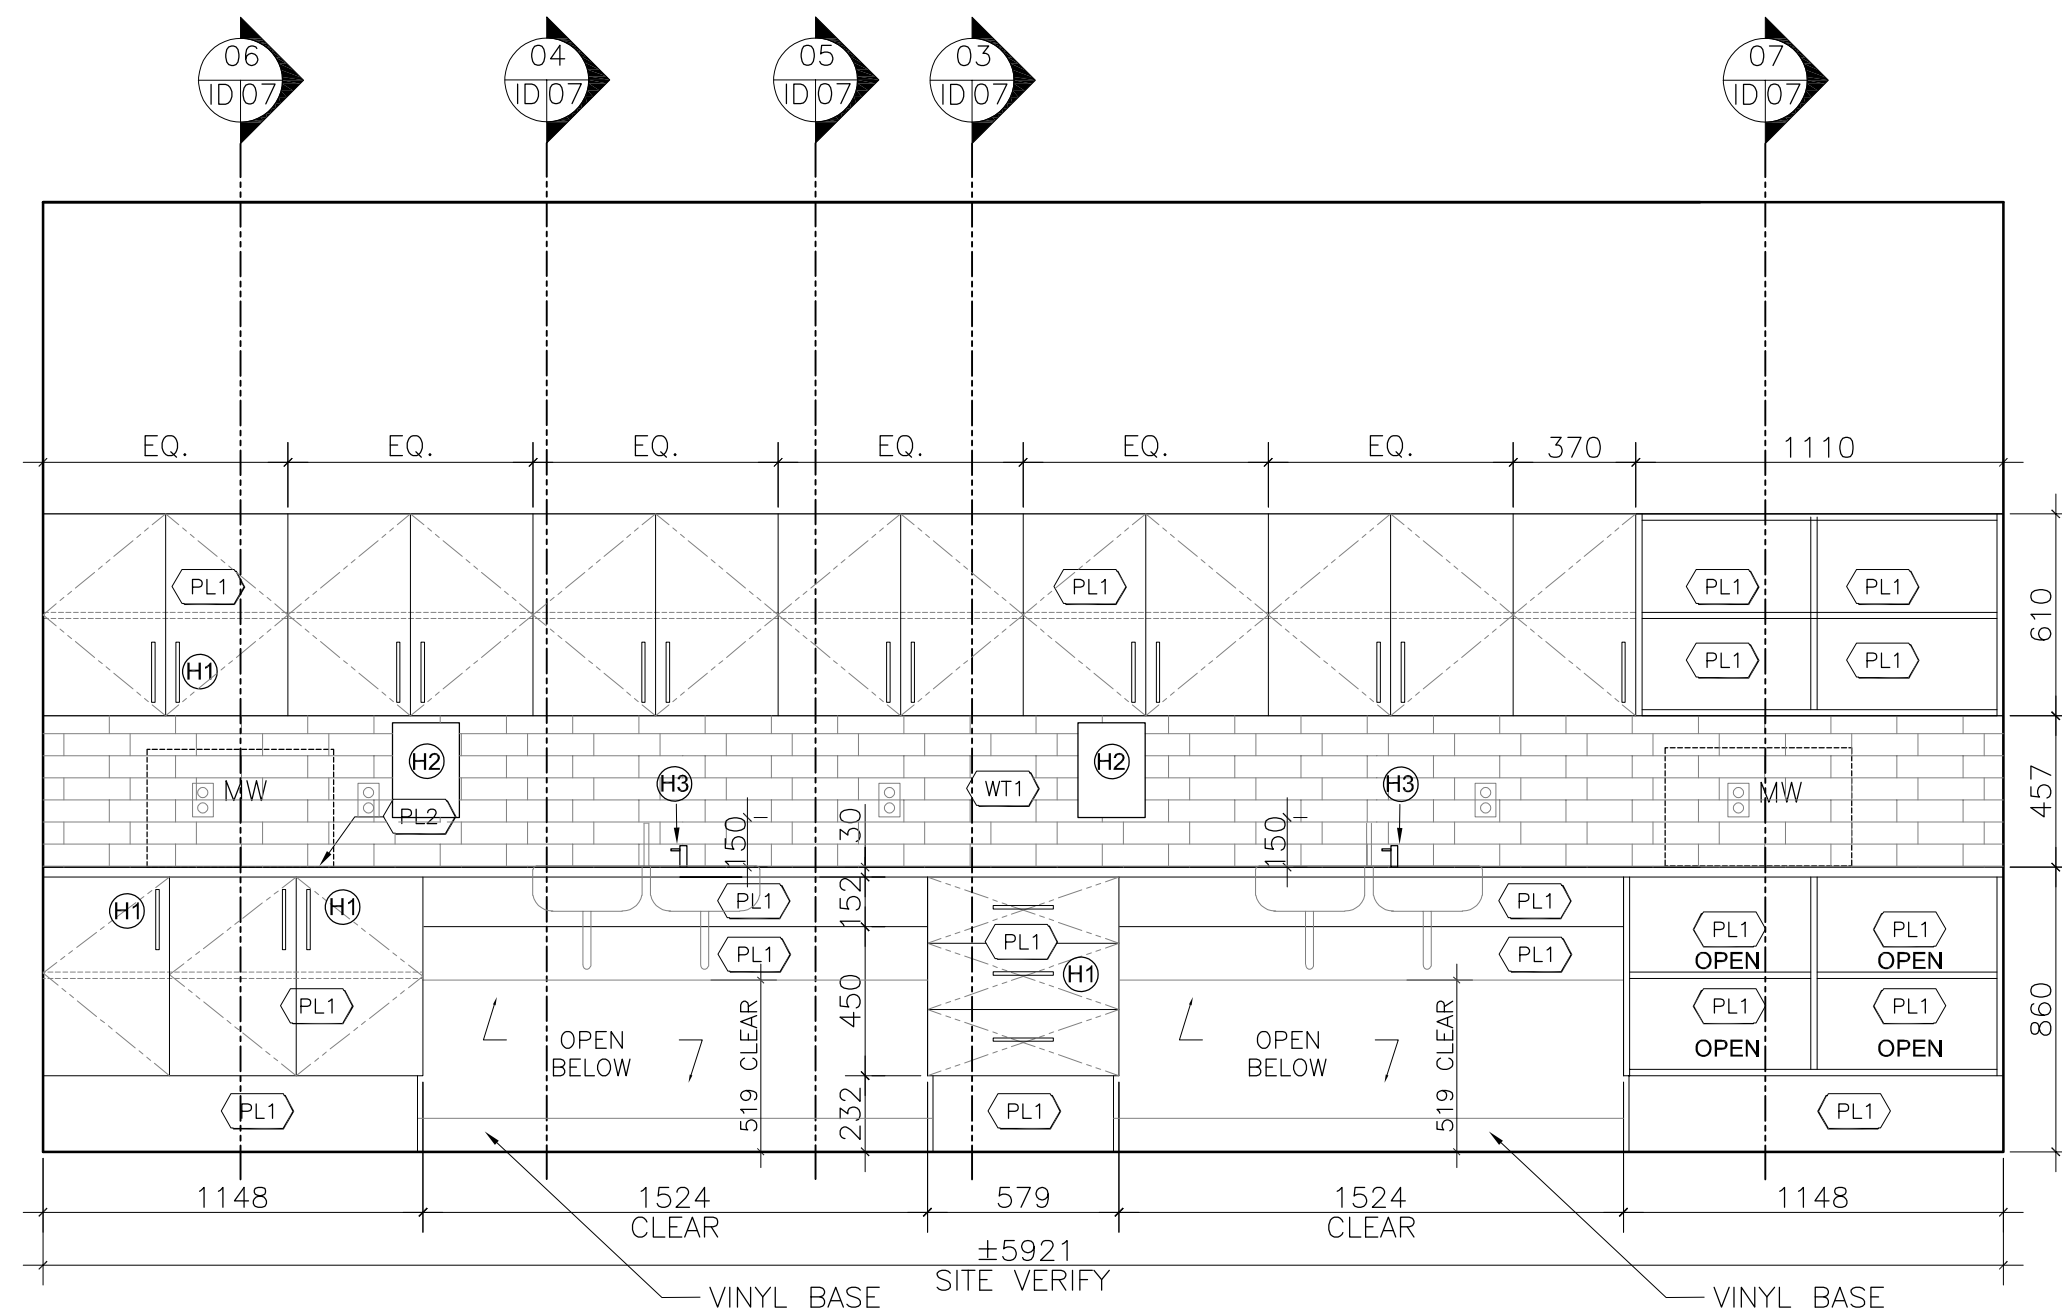 06
ID 07
04
ID 07
05
ID 07
03
ID 07
07
ID 07
EQ.
EQ.
EQ.
EQ.
EQ.
EQ.
370
1110
PL1
PL1
PL1
PL1
610
H1
PL1
PL1
H2
H2
MW
H3
WT1
H3
MW
457
PL2
150
30
150
H1
H1
PL1
152
PL1
PL1
PL1
PL1
PL1
PL1
PL1
OPEN
OPEN
H1
PL1
PL1
PL1
OPEN
BELOW
519 CLEAR
450
OPEN
BELOW
519 CLEAR
OPEN
OPEN
860
PL1
232
PL1
PL1
1148
1524
CLEAR
579
1524
CLEAR
1148
±5921
SITE VERIFY
VINYL BASE
VINYL BASE